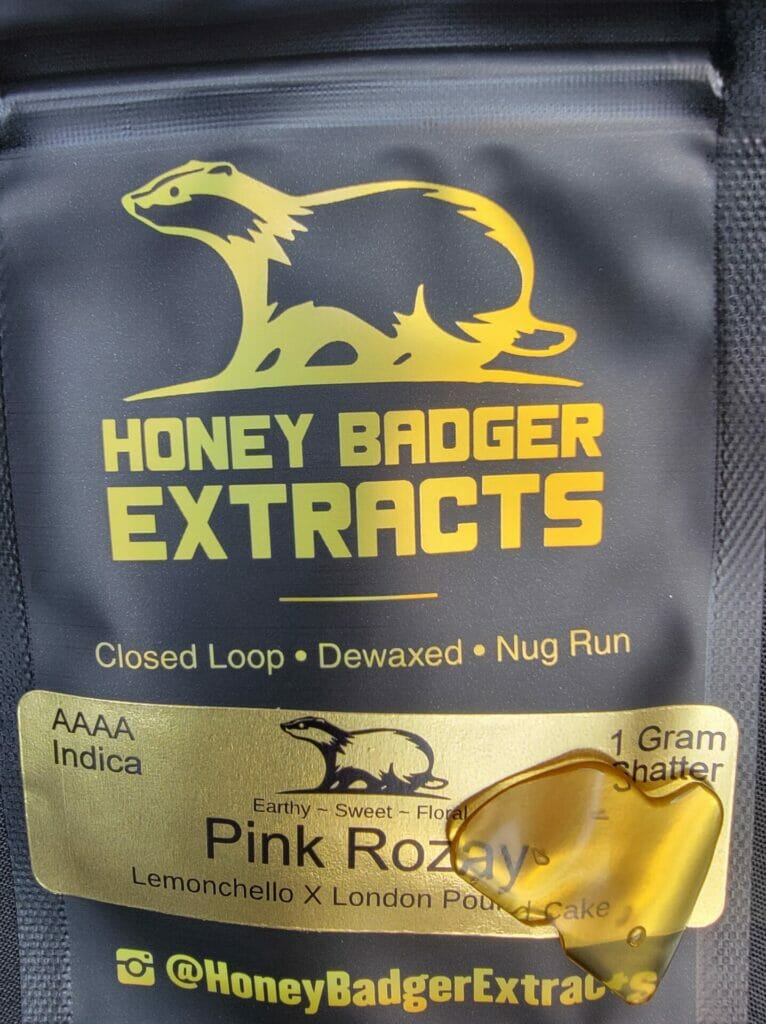 HONEY BADGER
EXTRACTS
Closed Loop • Dewaxed • Nug Run
AAAA
Indica
1 Gram
Shatter
Earthy ~ Sweet ~ Floral
Pink Rozay
Lemonchello X London Pound Cake
@HoneyBadgerExtracts